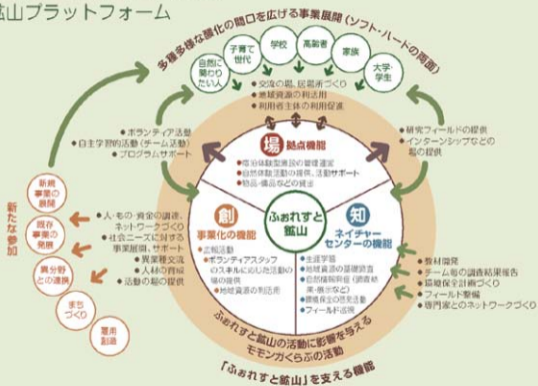 鉱山プラットフォーム
多種多様な
の間口を広げる事業展開(ソフト・ハードの両面)
自然に
関わり
たい人
子育て
世代
学校
高齢者
家族
大学・
学生
●交流の場、居場所づくり
●地域資源の利活用
●利用者主体の利用促進
●ボランティア活動
●自主学習的活動(チーム活動)
●プログラムサポート
●研究フィールドの提供
●インターンシップなどの
場の提供
場 拠点機能
●宿泊体験型施設の管理運営
●自然体験活動の提供、活動サポート
●物品・備品などの
新たな参加
新規
事業の
展開
既存
事業の
発展
異分野
との連携
まち
づくり
雇用
創造
●人・もの・資金の調達、
ネットワークづくり
●社会ニーズに対する
事業展開、サポート
●異業種交流
●人材の育成
●活動の場の提供
創
事業化の機能
●広報活動
●ボランティアスタッフ
のスキルに応じた活動の
場の提供
●地域資源の利活用
ふぉれすと
鉱山
知
ネイチャー
センターの機能
●生涯学習
●地域資源の基礎調査
●自然情報発信(調査結
果・展示など)
●環境保全の普及活動
●フィールド巡視
●教材開発
●チーム毎の調査結果報告
●環境保全計画づくり
●フィールド整備
●専門家とのネットワークづくり
ふぉれすと鉱山の活動に影響を与える
モモンガくらぶの活動
「ふぉれすと鉱山」を支える機能